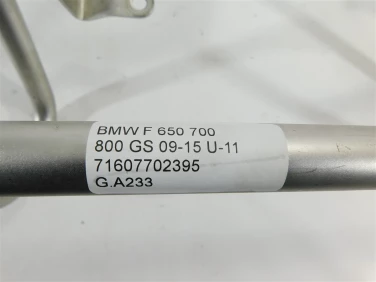 BMW F 650 700
800 GS 09-15 U-11
71607702395
G.A233